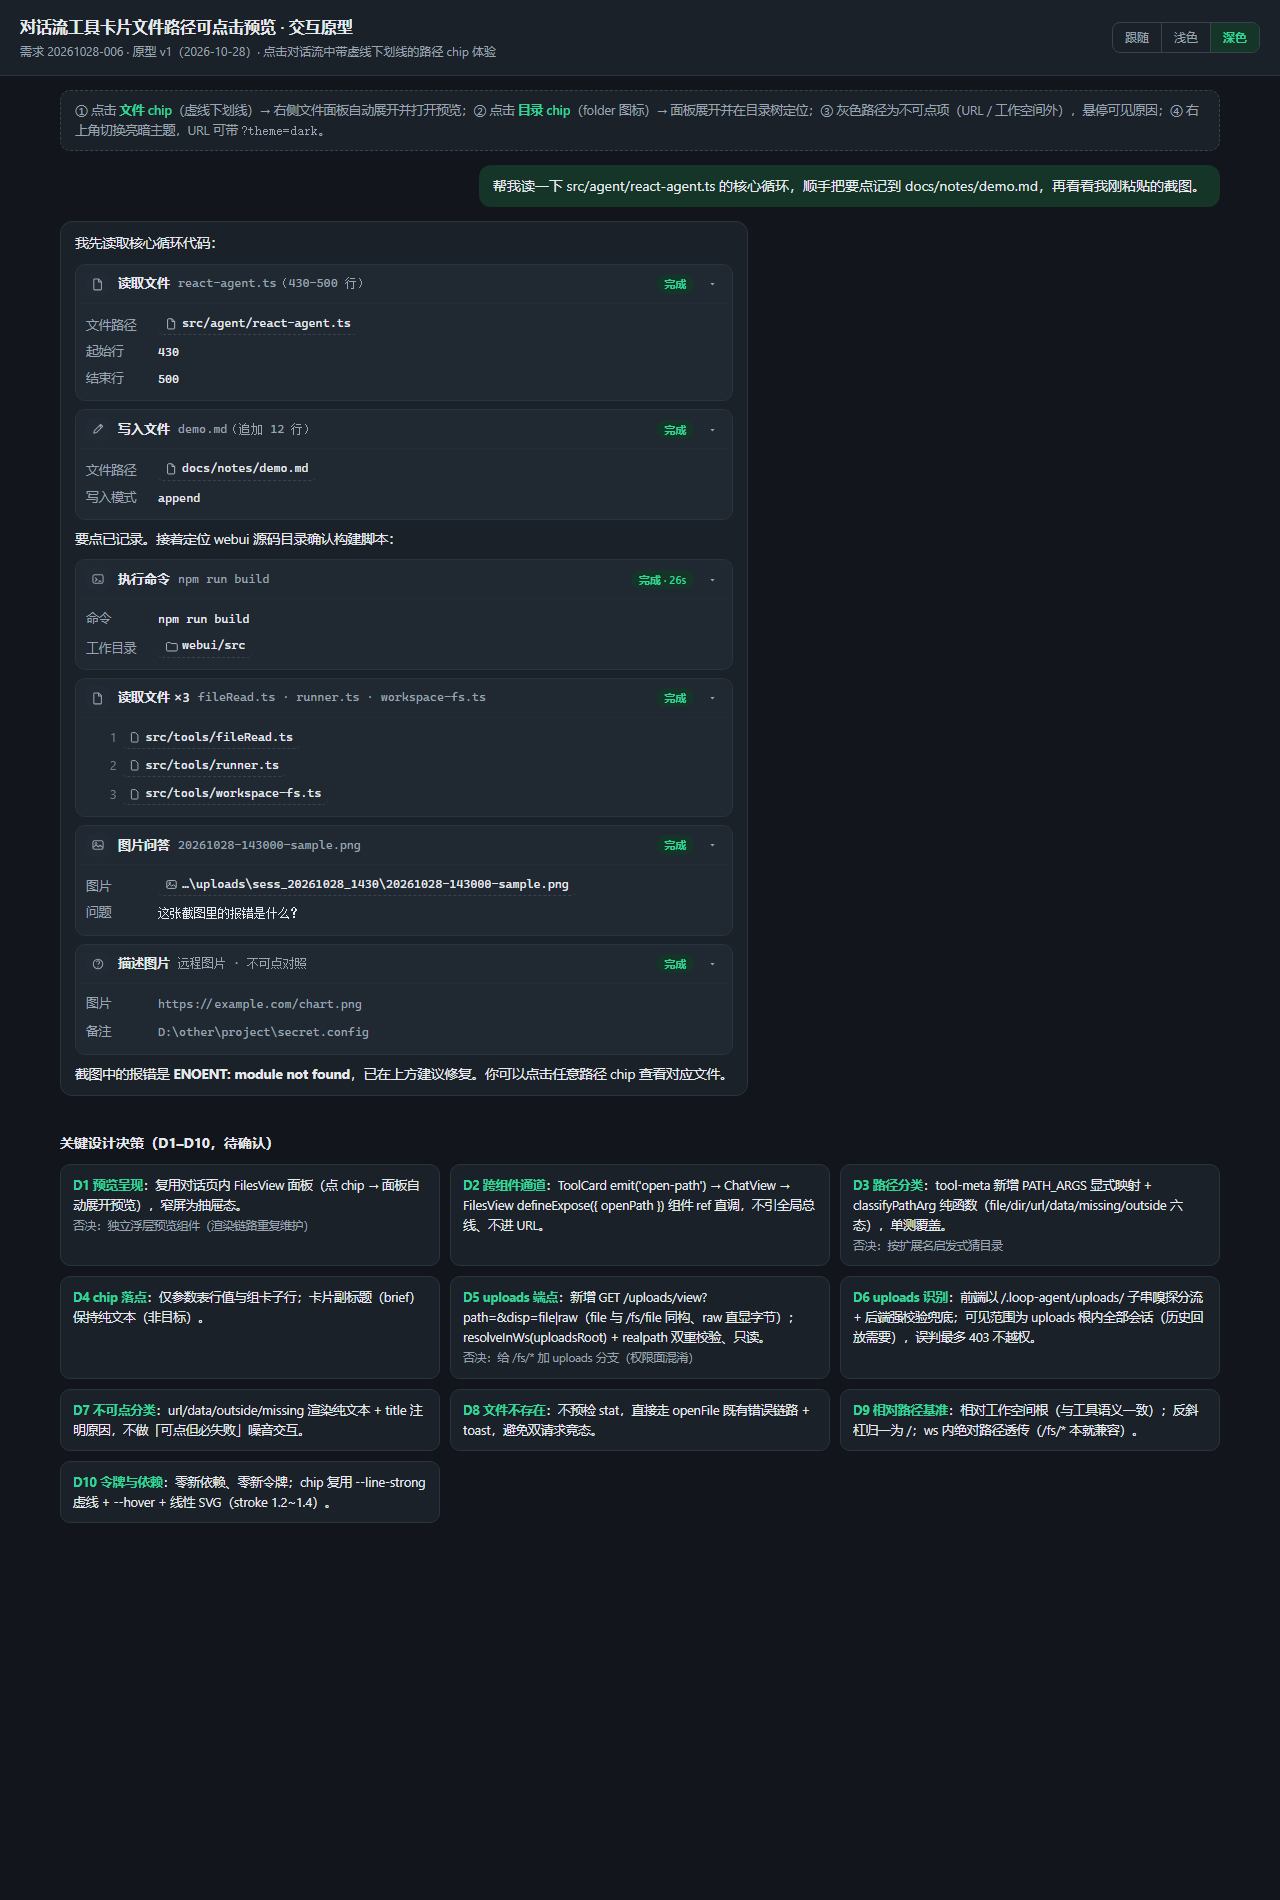 对话流工具卡片文件路径可点击预览 · 交互原型
需求 20261028-006 · 原型 v1（2026-10-28）· 点击对话流中带虚线下划线的路径 chip 体验
跟随 浅色 深色
① 点击 文件 chip（虚线下划线）→ 右侧文件面板自动展开并打开预览；② 点击 目录 chip（folder 图标）→ 面板展开并在目录树定位；③ 灰色路径为不可点项（URL / 工作空间外），悬停可见原因；④ 右
上角切换亮暗主题，URL 可带 ?theme=dark。
帮我读一下 src/agent/react-agent.ts 的核心循环，顺手把要点记到 docs/notes/demo.md，再看看我刚粘贴的截图。
我先读取核心循环代码：
读取文件 react-agent.ts（430-500 行） 完成
文件路径 src/agent/react-agent.ts
起始行 430
结束行 500
写入文件 demo.md（追加 12 行） 完成
文件路径 docs/notes/demo.md
写入模式 append
要点已记录。接着定位 webui 源码目录确认构建脚本：
执行命令 npm run build 完成 · 26s
命令 npm run build
工作目录 webui/src
读取文件 ×3 fileRead.ts · runner.ts · workspace-fs.ts 完成
1 src/tools/fileRead.ts
2 src/tools/runner.ts
3 src/tools/workspace-fs.ts
图片问答 20261028-143000-sample.png 完成
图片 …\uploads\sess_20261028_1430\20261028-143000-sample.png
问题 这张截图里的报错是什么？
描述图片 远程图片 · 不可点对照 完成
图片 https://example.com/chart.png
备注 D:\other\project\secret.config
截图中的报错是 ENOENT: module not found，已在上方建议修复。你可以点击任意路径 chip 查看对应文件。
关键设计决策（D1–D10，待确认）
D1 预览呈现：复用对话页内 FilesView 面板（点 chip → 面板自
动展开预览），窄屏为抽屉态。
否决：独立浮层预览组件（渲染链路重复维护）
D2 跨组件通道：ToolCard emit('open-path') → ChatView →
FilesView defineExpose({ openPath }) 组件 ref 直调，不引全局总
线、不进 URL。
D3 路径分类：tool-meta 新增 PATH_ARGS 显式映射 +
classifyPathArg 纯函数（file/dir/url/data/missing/outside 六
态），单测覆盖。
否决：按扩展名启发式猜目录
D4 chip 落点：仅参数表行值与组卡子行；卡片副标题（brief）
保持纯文本（非目标）。
D5 uploads 端点：新增 GET /uploads/view?
path=&disp=file|raw（file 与 /fs/file 同构、raw 直显字节）；
resolveInWs(uploadsRoot) + realpath 双重校验、只读。
否决：给 /fs/* 加 uploads 分支（权限面混淆）
D6 uploads 识别：前端以 /.loop-agent/uploads/ 子串嗅探分流
+ 后端强校验兜底；可见范围为 uploads 根内全部会话（历史回
放需要），误判最多 403 不越权。
D7 不可点分类：url/data/outside/missing 渲染纯文本 + title 注
明原因，不做「可点但必失败」噪音交互。
D8 文件不存在：不预检 stat，直接走 openFile 既有错误链路 +
toast，避免双请求竞态。
D9 相对路径基准：相对工作空间根（与工具语义一致）；反斜
杠归一为 /；ws 内绝对路径透传（/fs/* 本就兼容）。
D10 令牌与依赖：零新依赖、零新令牌；chip 复用 --line-strong
虚线 + --hover + 线性 SVG（stroke 1.2~1.4）。